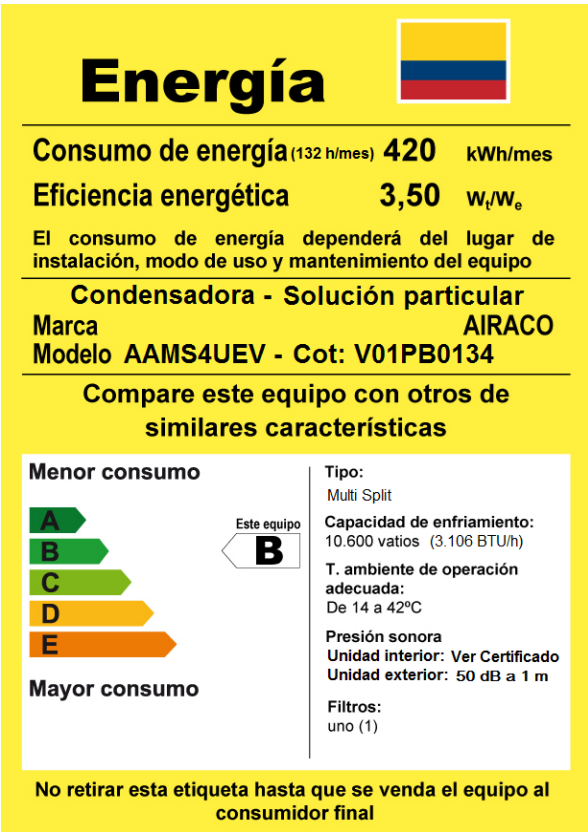 Energía
Consumo de energía (132 h/mes) 420 kWh/mes
Eficiencia energética 3,50 Wt/We
El consumo de energía dependerá del lugar de
instalación, modo de uso y mantenimiento del equipo
Condensadora - Solución particular
Marca AIRACO
Modelo AAMS4UEV - Cot: V01PB0134
Compare este equipo con otros de
similares características
Menor consumo
A
B
C
D
E
Mayor consumo
Este equipo
B
Tipo:
Multi Split
Capacidad de enfriamiento:
10.600 vatios (3.106 BTU/h)
T. ambiente de operación
adecuada:
De 14 a 42ºC
Presión sonora
Unidad interior: Ver Certificado
Unidad exterior: 50 dB a 1 m
Filtros:
uno (1)
No retirar esta etiqueta hasta que se venda el equipo al
consumidor final